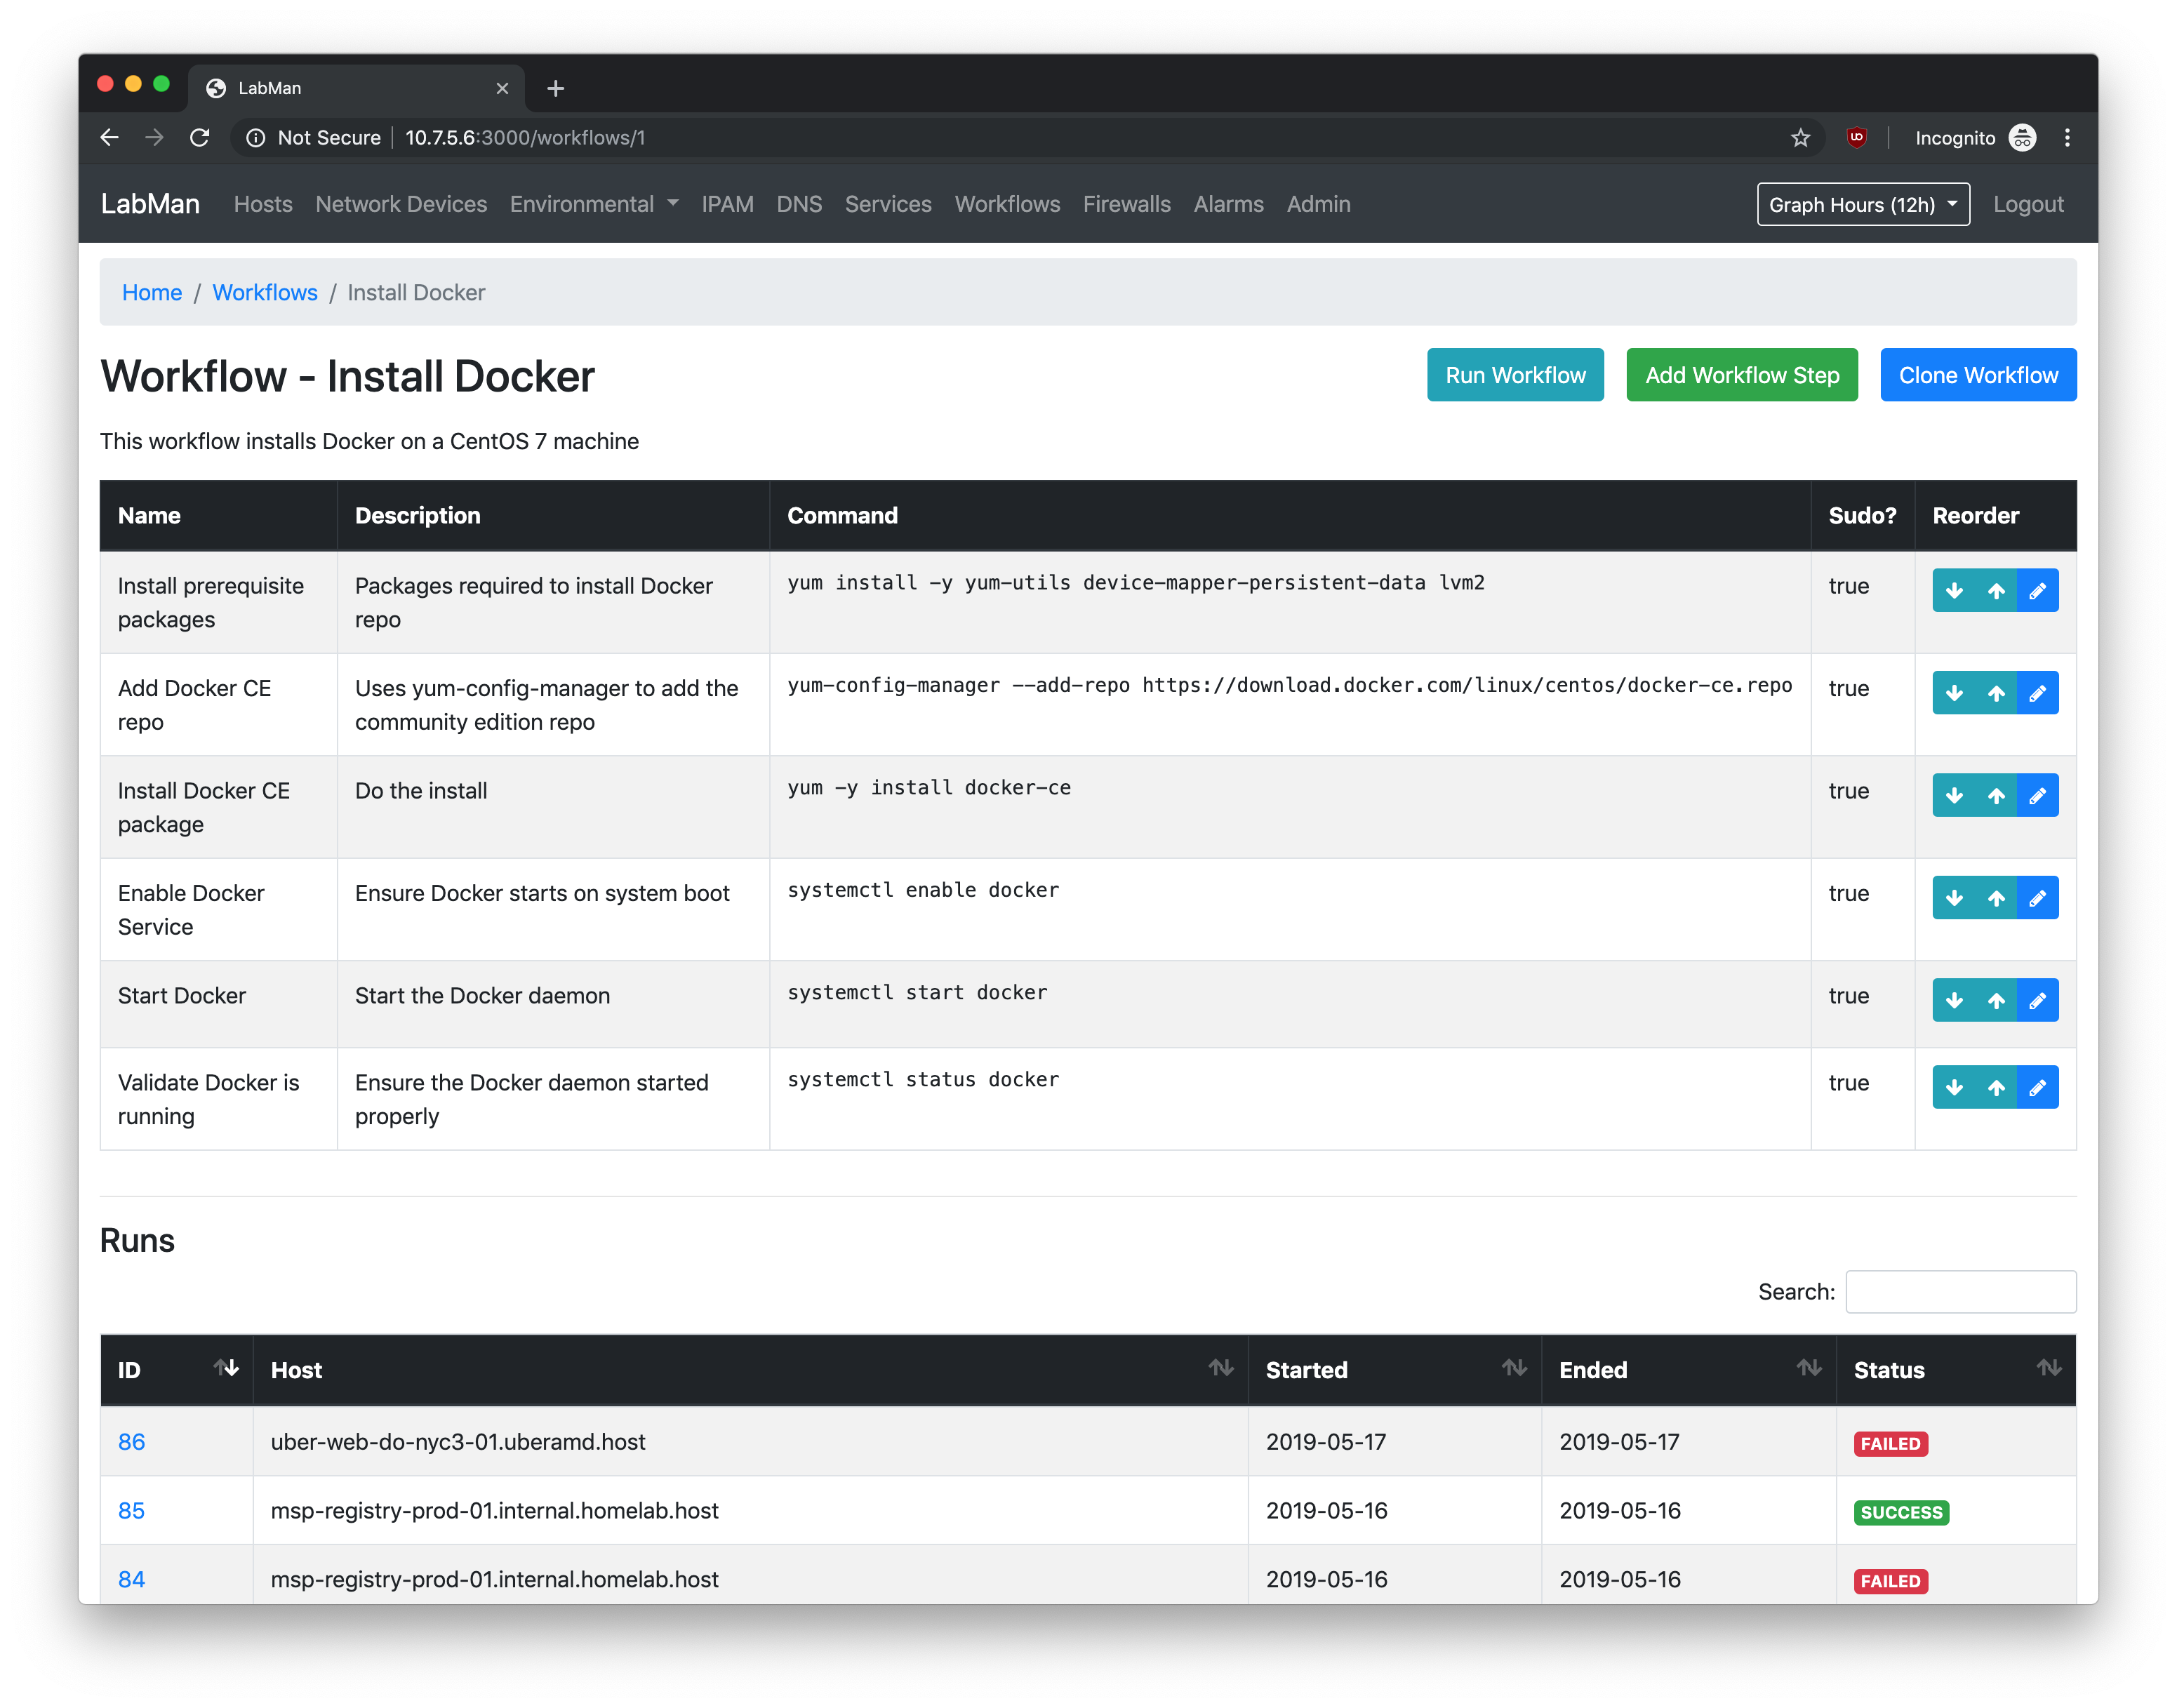 LabMan
Not Secure 10.7.5.6:3000/workflows/1 Incognito
LabMan Hosts Network Devices Environmental IPAM DNS Services Workflows Firewalls Alarms Admin Graph Hours (12h) Logout
Home / Workflows / Install Docker
Workflow - Install Docker Run Workflow Add Workflow Step Clone Workflow
This workflow installs Docker on a CentOS 7 machine
Name Description Command Sudo? Reorder
Install prerequisite Packages required to install Docker yum install -y yum-utils device-mapper-persistent-data lvm2 true
packages repo
Add Docker CE Uses yum-config-manager to add the yum-config-manager --add-repo https://download.docker.com/linux/centos/docker-ce.repo true
repo community edition repo
Install Docker CE Do the install yum -y install docker-ce true
package
Enable Docker Ensure Docker starts on system boot systemctl enable docker true
Service
Start Docker Start the Docker daemon systemctl start docker true
Validate Docker is Ensure the Docker daemon started systemctl status docker true
running properly
Runs
Search:
ID Host Started Ended Status
86 uber-web-do-nyc3-01.uberamd.host 2019-05-17 2019-05-17 FAILED
85 msp-registry-prod-01.internal.homelab.host 2019-05-16 2019-05-16 SUCCESS
84 msp-registry-prod-01.internal.homelab.host 2019-05-16 2019-05-16 FAILED